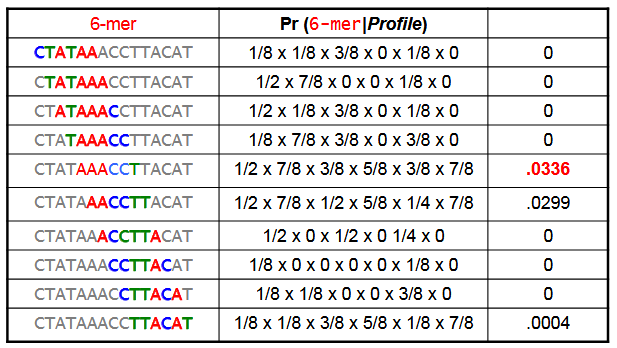 6-mer Pr (6-mer|Profile)
CTATAAACCTTACAT 1/8 x 1/8 x 3/8 x 0 x 1/8 x 0 0
CTATAAACCTTACAT 1/2 x 7/8 x 0 x 0 x 1/8 x 0 0
CTATAAACCTTACAT 1/2 x 1/8 x 3/8 x 0 x 1/8 x 0 0
CTATAAACCTTACAT 1/8 x 7/8 x 3/8 x 0 x 3/8 x 0 0
CTATAAACCTTACAT 1/2 x 7/8 x 3/8 x 5/8 x 3/8 x 7/8 .0336
CTATAAACCTTACAT 1/2 x 7/8 x 1/2 x 5/8 x 1/4 x 7/8 .0299
CTATAAACCTTACAT 1/2 x 0 x 1/2 x 0 1/4 x 0 0
CTATAAACCTTACAT 1/8 x 0 x 0 x 0 x 1/8 x 0 0
CTATAAACCTTACAT 1/8 x 1/8 x 0 x 0 x 3/8 x 0 0
CTATAAACCTTACAT 1/8 x 1/8 x 3/8 x 5/8 x 1/8 x 7/8 .0004